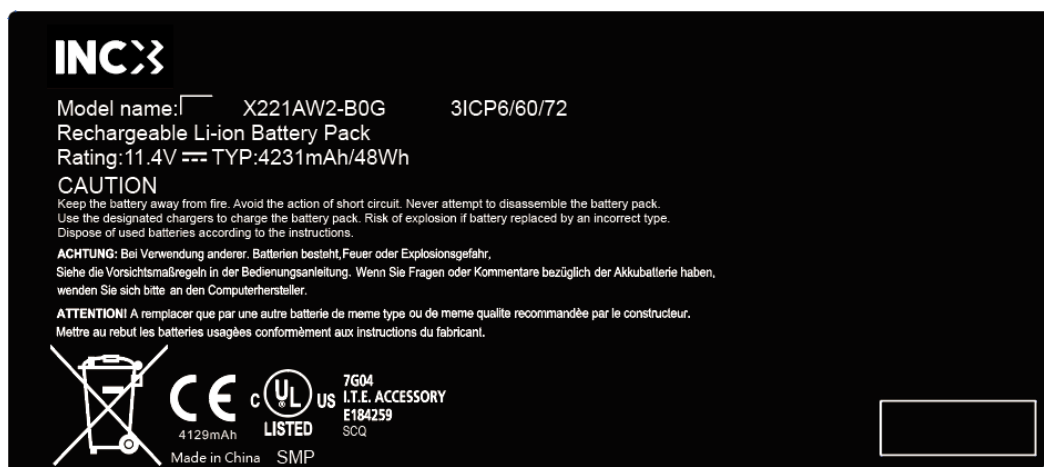 INCX
Model name: X221AW2-B0G 3ICP6/60/72
Rechargeable Li-ion Battery Pack
Rating:11.4V TYP:4231mAh/48Wh
CAUTION
Keep the battery away from fire. Avoid the action of short circuit. Never attempt to disassemble the battery pack.
Use the designated chargers to charge the battery pack. Risk of explosion if battery replaced by an incorrect type.
Dispose of used batteries according to the instructions.
ACHTUNG: Bei Verwendung anderer. Batterien besteht,Feuer oder Explosionsgefahr,
Siehe die Vorsichtsmaßregeln in der Bedienungsanleitung. Wenn Sie Fragen oder Kommentare bezüglich der Akkubatterie haben,
wenden Sie sich bitte an den Computerhersteller.
ATTENTION! A remplacer que par une autre batterie de meme type ou de meme qualite recommandée par le constructeur.
Mettre au rebut les batteries usagèes conformèment aux instructions du fabricant.
CE
4129mAh
Made in China
C UL US
LISTED
SMP
7G04
I.T.E. ACCESSORY
E184259
SCQ